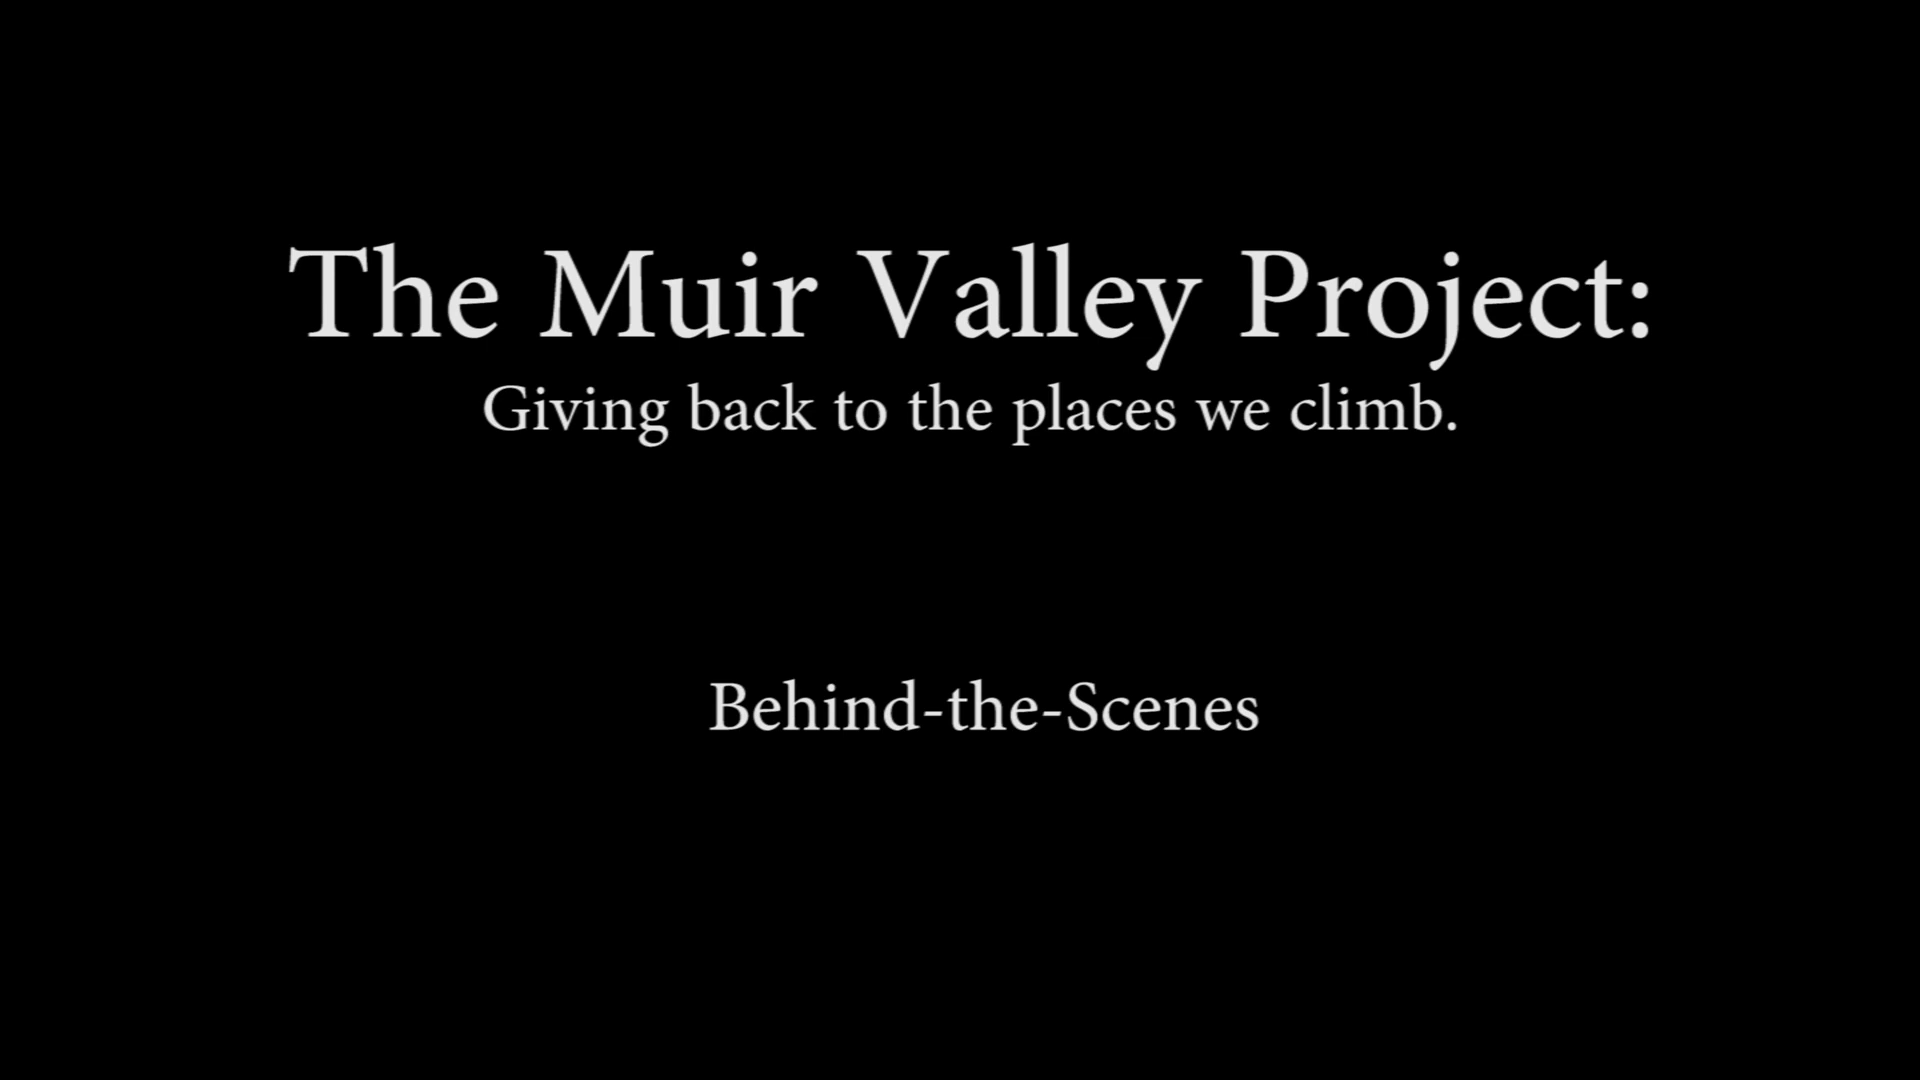 The Muir Valley Project:
Giving back to the places we climb.
Behind-the-Scenes